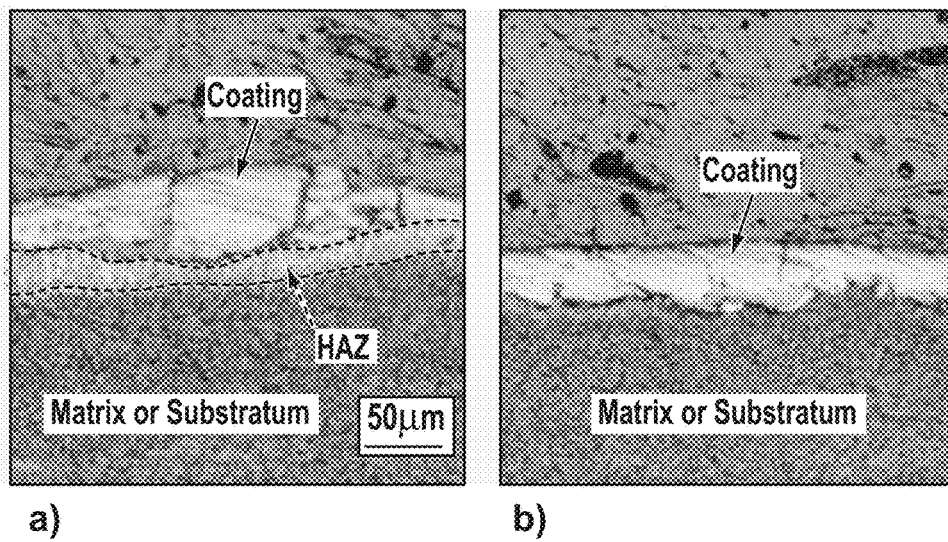 Coating
HAZ
Matrix or Substratum
50μm
a)
Coating
Matrix or Substratum
b)